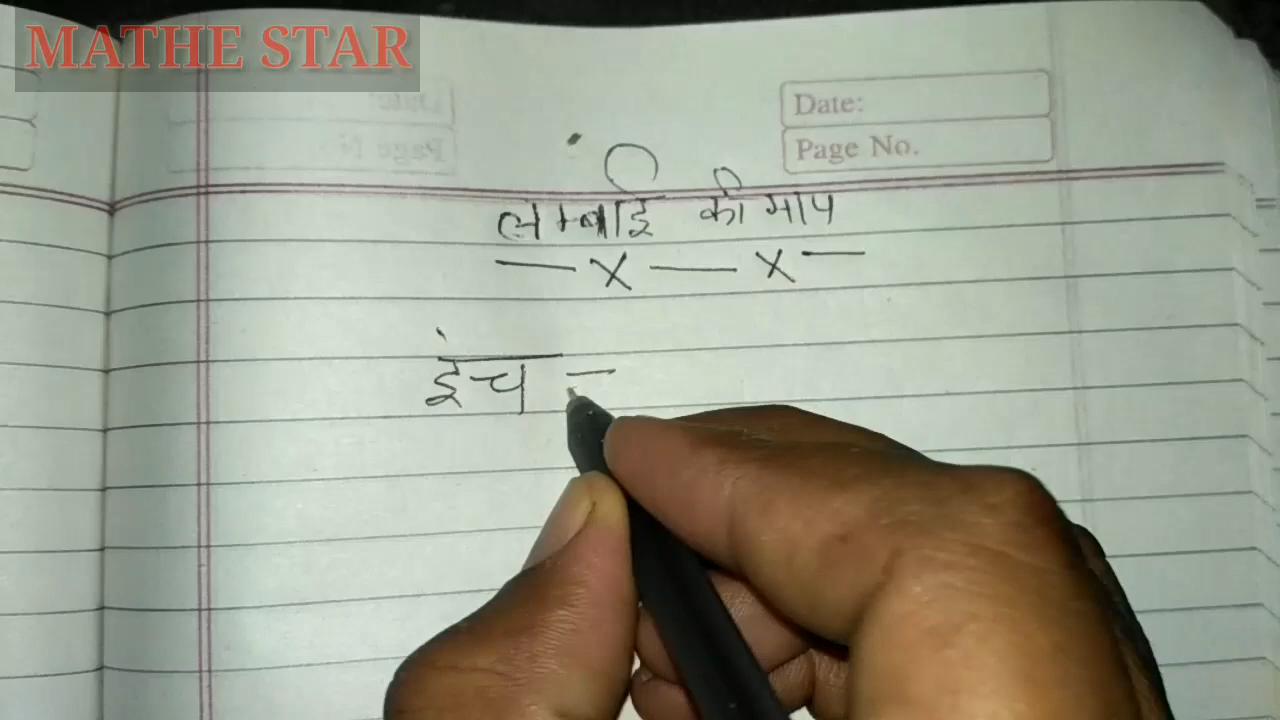 MATHE STAR
Date:
Page No.
लम्बाई की माप
— x — x —
इंच =